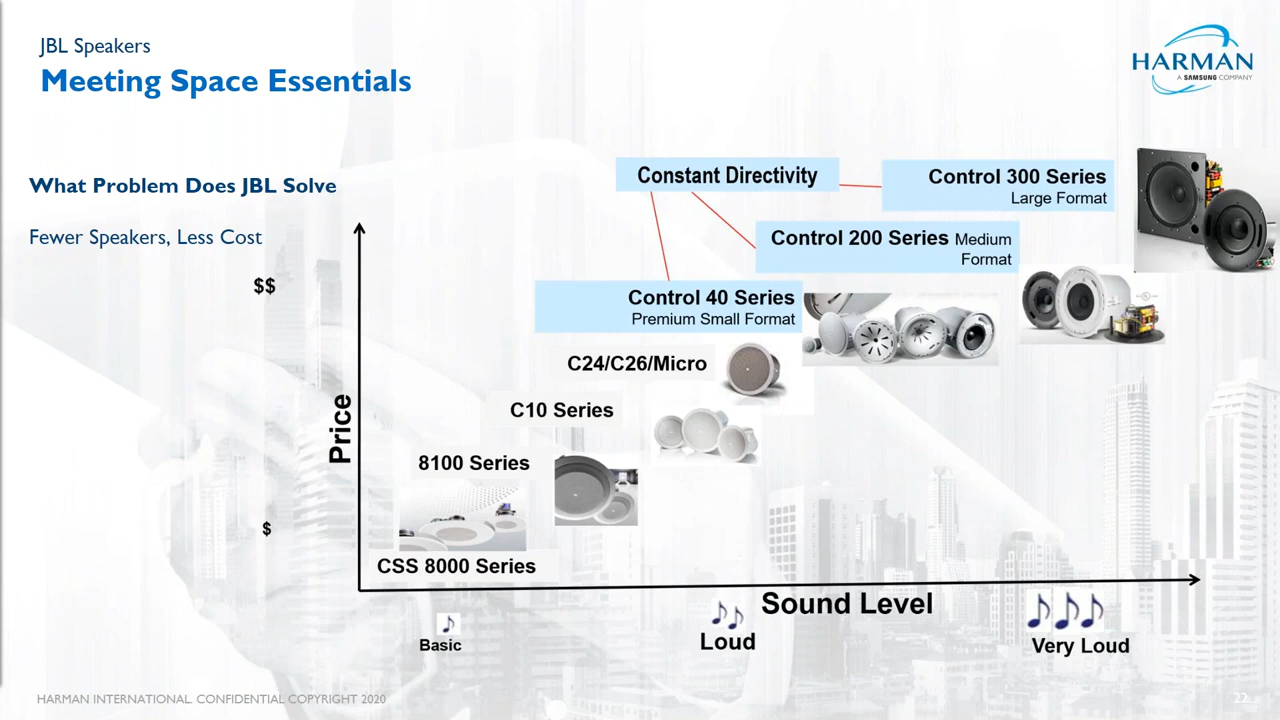 JBL Speakers
Meeting Space Essentials
HARMAN
A SAMSUNG COMPANY
What Problem Does JBL Solve
Fewer Speakers, Less Cost
Constant Directivity
Control 300 Series
Large Format
Control 200 Series Medium
Format
Control 40 Series
Premium Small Format
C24/C26/Micro
C10 Series
8100 Series
CSS 8000 Series
$$
$
Price
Sound Level
Basic
Loud
Very Loud
HARMAN INTERNATIONAL. CONFIDENTIAL COPYRIGHT 2020
22